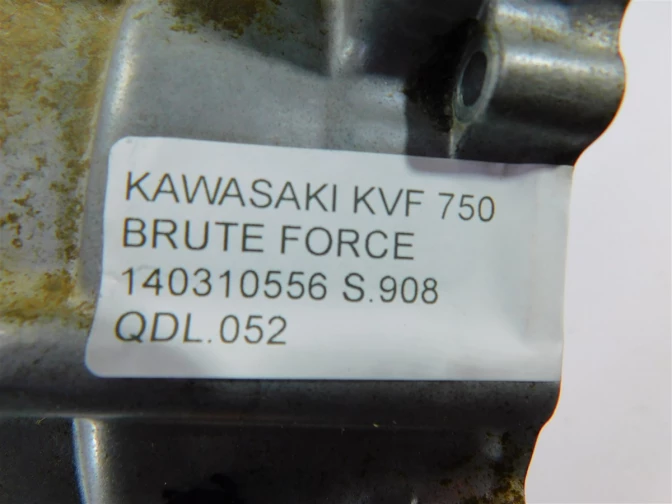 KAWASAKI KVF 750
BRUTE FORCE
140310556 S.908
QDL.052